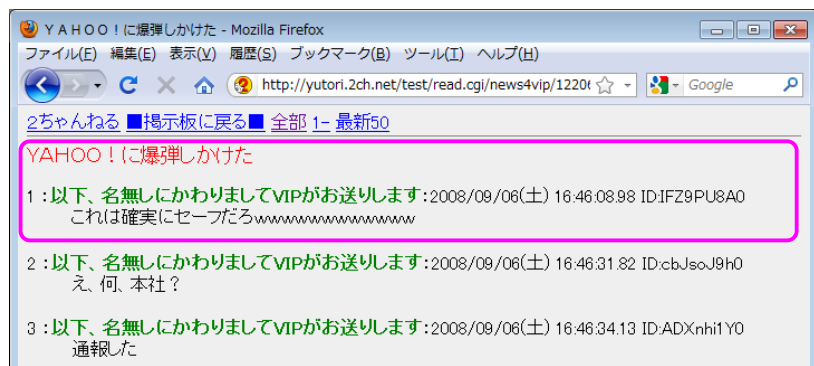 ＹＡＨＯＯ！に爆弾しかけた - Mozilla Firefox
ファイル(F) 編集(E) 表示(V) 履歴(S) ブックマーク(B) ツール(T) ヘルプ(H)
http://yutori.2ch.net/test/read.cgi/news4vip/1220 Google
2ちゃんねる ■掲示板に戻る■ 全部 1- 最新50
YAHOO！に爆弾しかけた
1 ：以下、名無しにかわりましてVIPがお送りします：2008/09/06(土) 16:46:08.98 ID:IFZ9PU8A0
これは確実にセーフだろwwwwwwwwwwwww
2 ：以下、名無しにかわりましてVIPがお送りします：2008/09/06(土) 16:46:31.82 ID:cbJsoJ9h0
え、何、本社？
3 ：以下、名無しにかわりましてVIPがお送りします：2008/09/06(土) 16:46:34.13 ID:ADXnhi1Y0
通報した